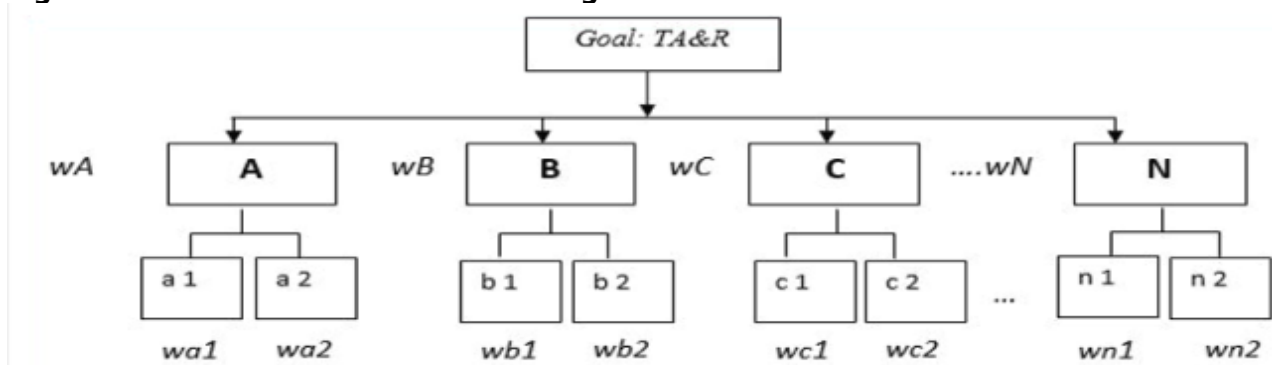 Goal: TA&R
wA A wB B wC C ....wN N
a 1 a 2 b 1 b 2 c 1 c 2 ... n 1 n 2
wa1 wa2 wb1 wb2 wc1 wc2 wn1 wn2